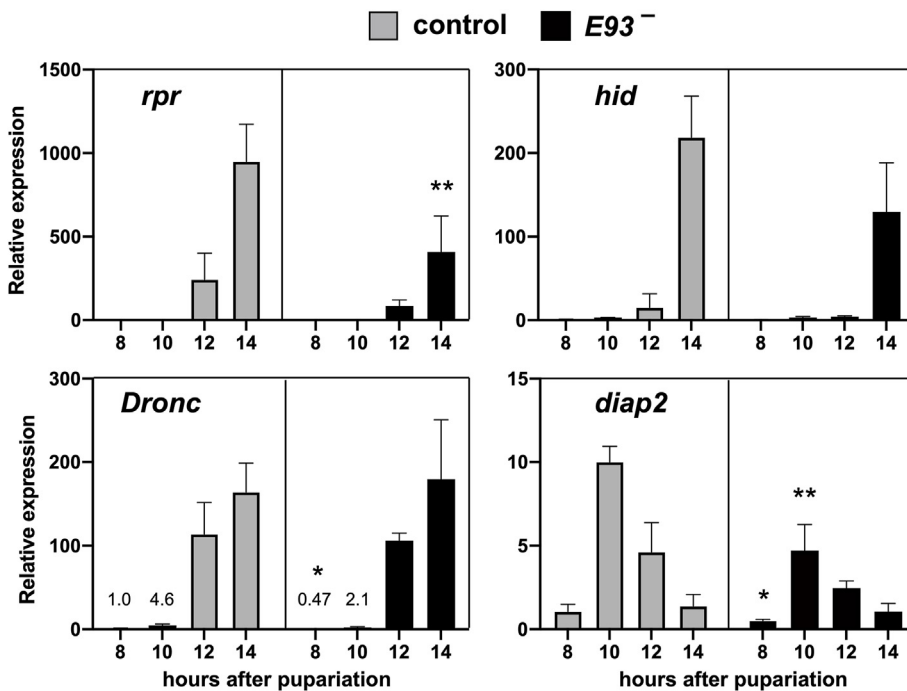 control E93⁻
1500 rpr
1000
500 **
0
8 10 12 14 8 10 12 14
Relative expression
300 hid
200
100
0
8 10 12 14 8 10 12 14
300 Dronc
200
100 *
1.0 4.6 0.47 2.1
0
8 10 12 14 8 10 12 14
Relative expression
hours after pupariation
15 diap2
10 **
5 *
0
8 10 12 14 8 10 12 14
hours after pupariation